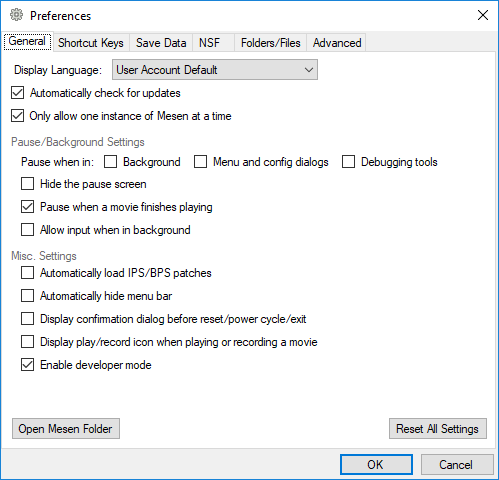 Preferences
General Shortcut Keys Save Data NSF Folders/Files Advanced
Display Language: User Account Default
Automatically check for updates
Only allow one instance of Mesen at a time
Pause/Background Settings
Pause when in: Background Menu and config dialogs Debugging tools
Hide the pause screen
Pause when a movie finishes playing
Allow input when in background
Misc. Settings
Automatically load IPS/BPS patches
Automatically hide menu bar
Display confirmation dialog before reset/power cycle/exit
Display play/record icon when playing or recording a movie
Enable developer mode
Open Mesen Folder Reset All Settings
OK Cancel